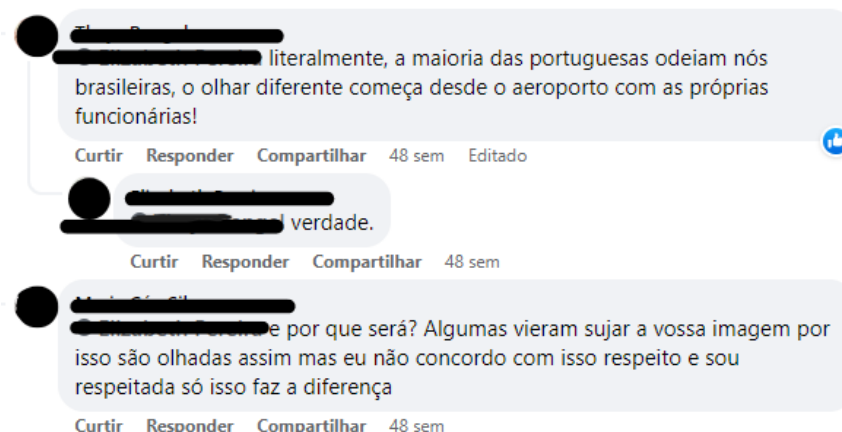 literalmente, a maioria das portuguesas odeiam nós
brasileiras, o olhar diferente começa desde o aeroporto com as próprias
funcionárias!
Curtir Responder Compartilhar 48 sem Editado
verdade.
Curtir Responder Compartilhar 48 sem
e por que será? Algumas vieram sujar a vossa imagem por
isso são olhadas assim mas eu não concordo com isso respeito e sou
respeitada só isso faz a diferença
Curtir Responder Compartilhar 48 sem